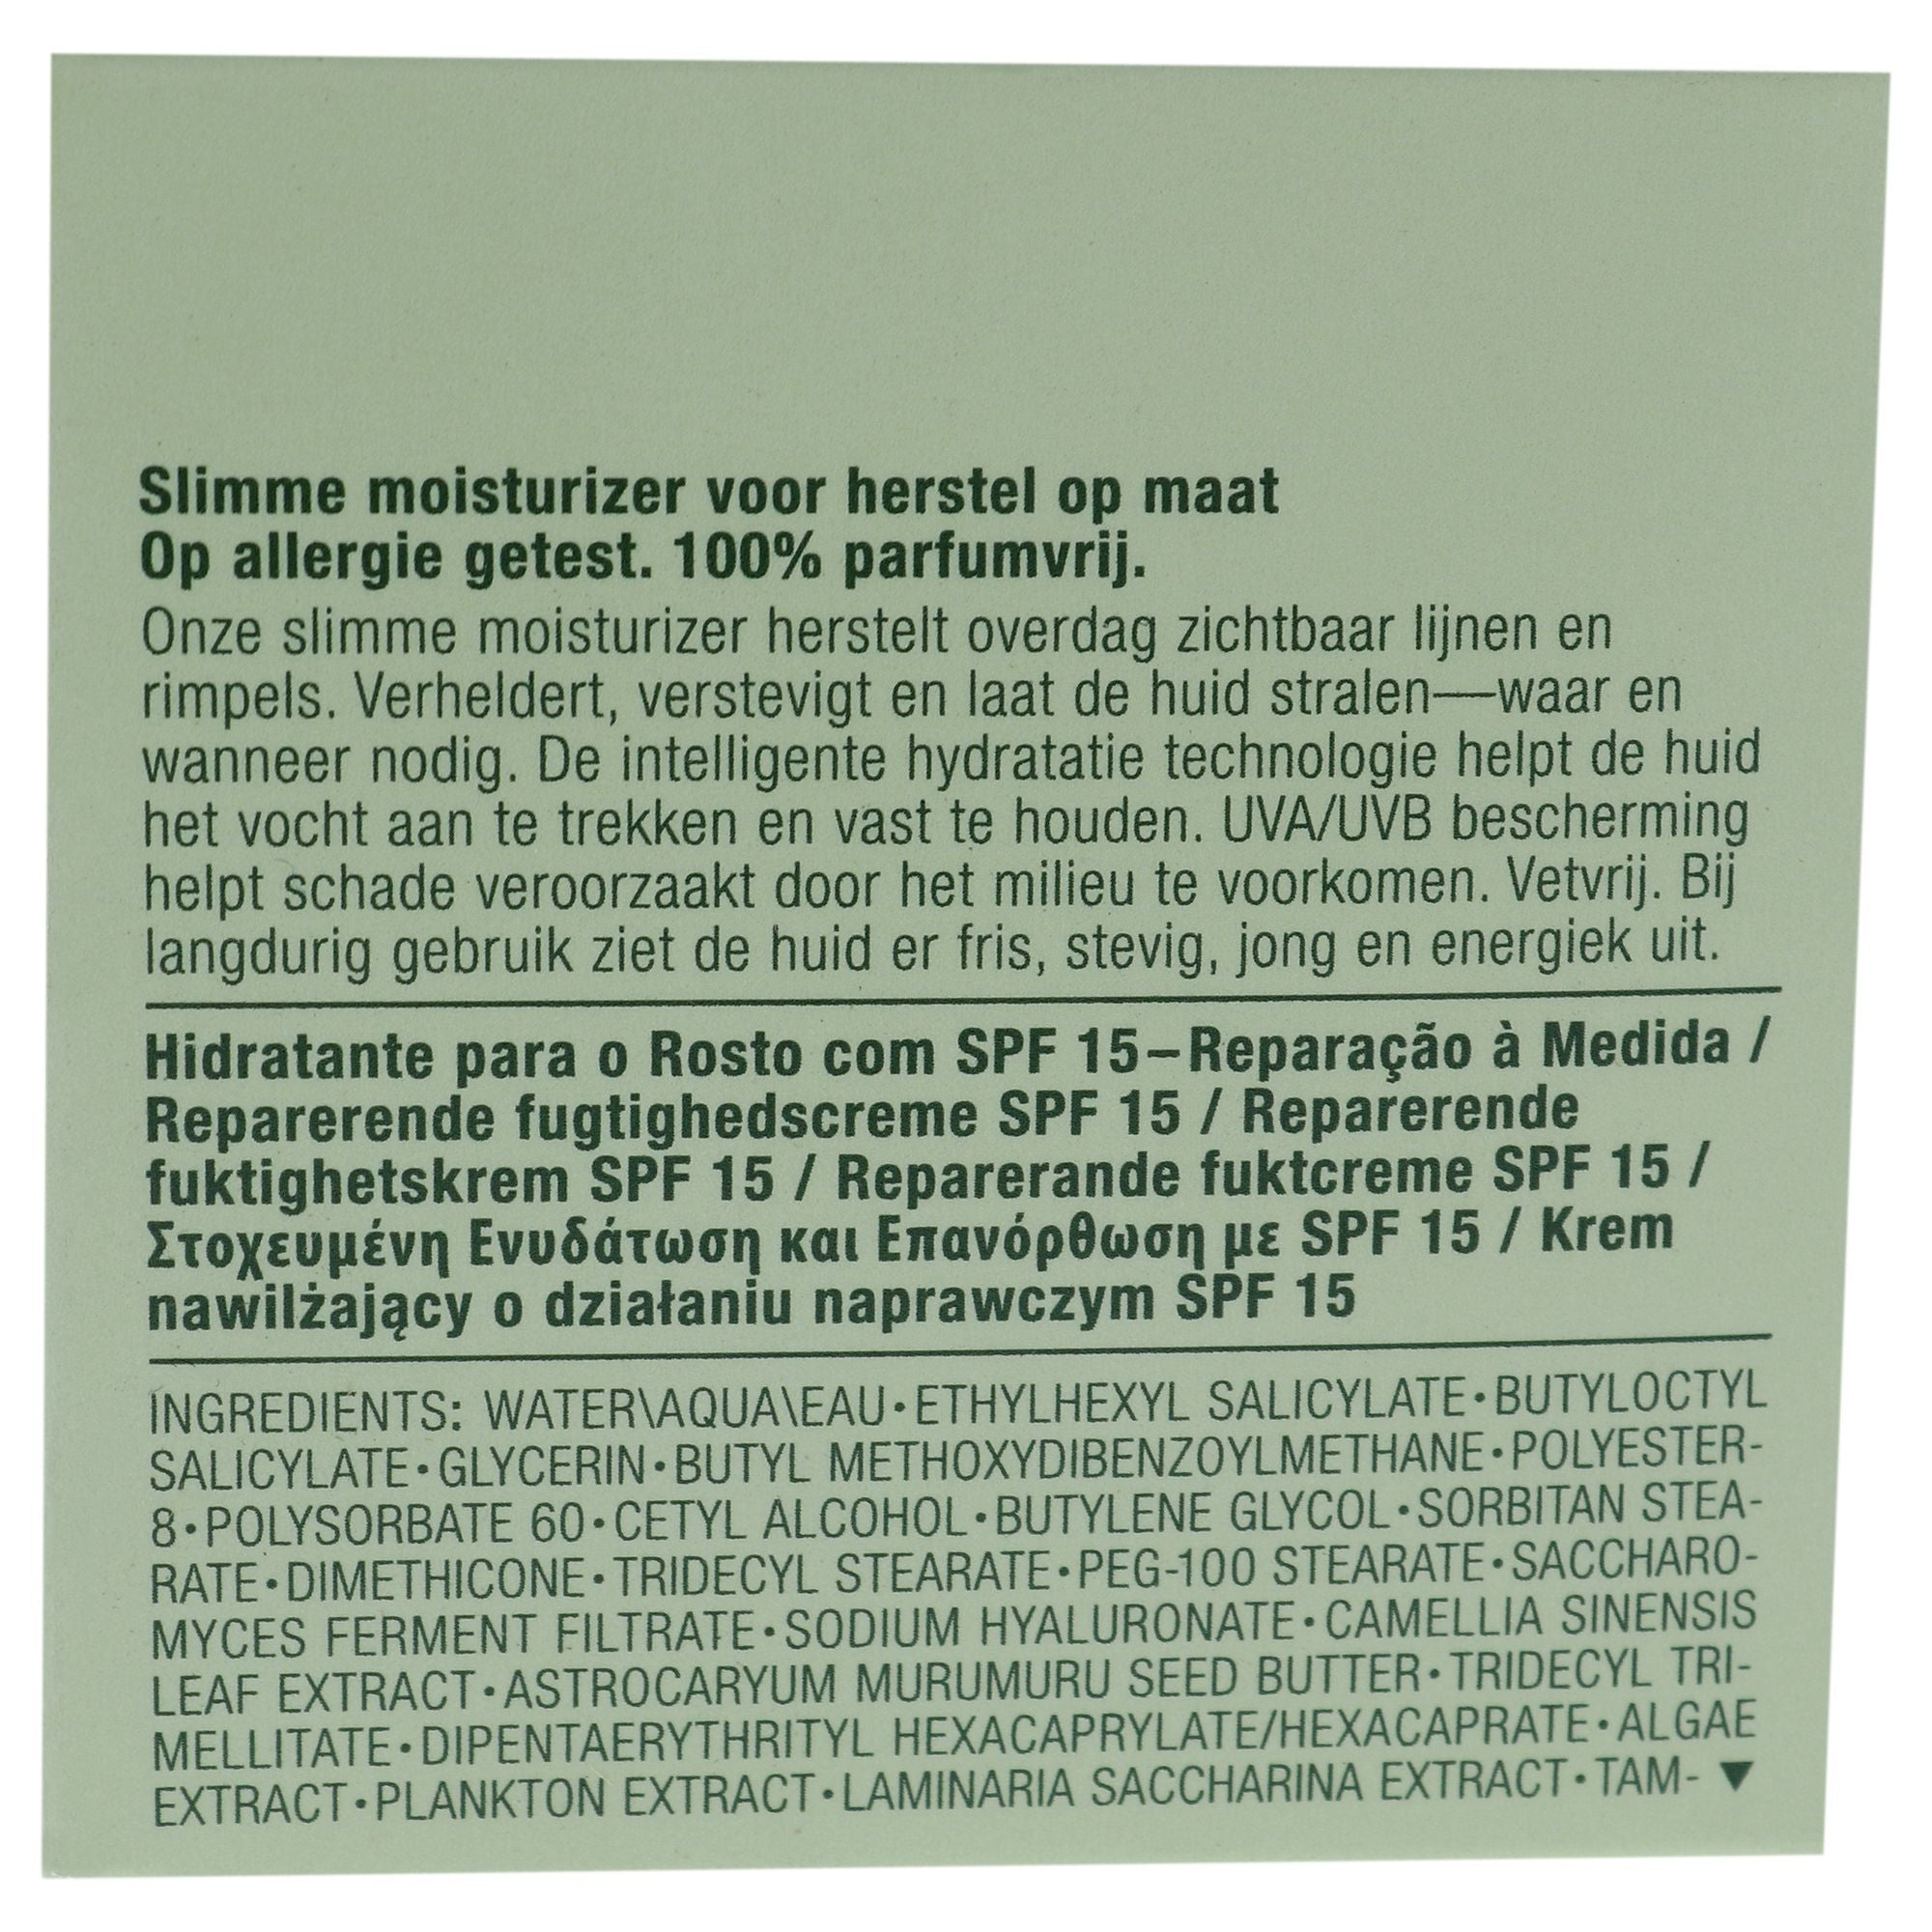 Slimme moisturizer voor herstel op maat
Op allergie getest. 100% parfumvrij.
Onze slimme moisturizer herstelt overdag zichtbaar lijnen en
rimpels. Verheldert, verstevigt en laat de huid stralen—waar en
wanneer nodig. De intelligente hydratatie technologie helpt de huid
het vocht aan te trekken en vast te houden. UVA/UVB bescherming
helpt schade veroorzaakt door het milieu te voorkomen. Vetvrij. Bij
langdurig gebruik ziet de huid er fris, stevig, jong en energiek uit.
Hidratante para o Rosto com SPF 15–Reparação à Medida /
Reparerende fugtighedscreme SPF 15 / Reparerende
fuktighetskrem SPF 15 / Reparerande fuktcreme SPF 15 /
Στοχευμένη Ενυδάτωση και Επανόρθωση με SPF 15 / Krem
nawilżający o działaniu naprawczym SPF 15
INGREDIENTS: WATER\AQUA\EAU•ETHYLHEXYL SALICYLATE•BUTYLOCTYL
SALICYLATE•GLYCERIN•BUTYL METHOXYDIBENZOYLMETHANE•POLYESTER-
8•POLYSORBATE 60•CETYL ALCOHOL•BUTYLENE GLYCOL•SORBITAN STEA-
RATE•DIMETHICONE•TRIDECYL STEARATE•PEG-100 STEARATE•SACCHARO-
MYCES FERMENT FILTRATE•SODIUM HYALURONATE•CAMELLIA SINENSIS
LEAF EXTRACT•ASTROCARYUM MURUMURU SEED BUTTER•TRIDECYL TRI-
MELLITATE•DIPENTAERYTHRITYL HEXACAPRYLATE/HEXACAPRATE•ALGAE
EXTRACT•PLANKTON EXTRACT•LAMINARIA SACCHARINA EXTRACT•TAM- ▼